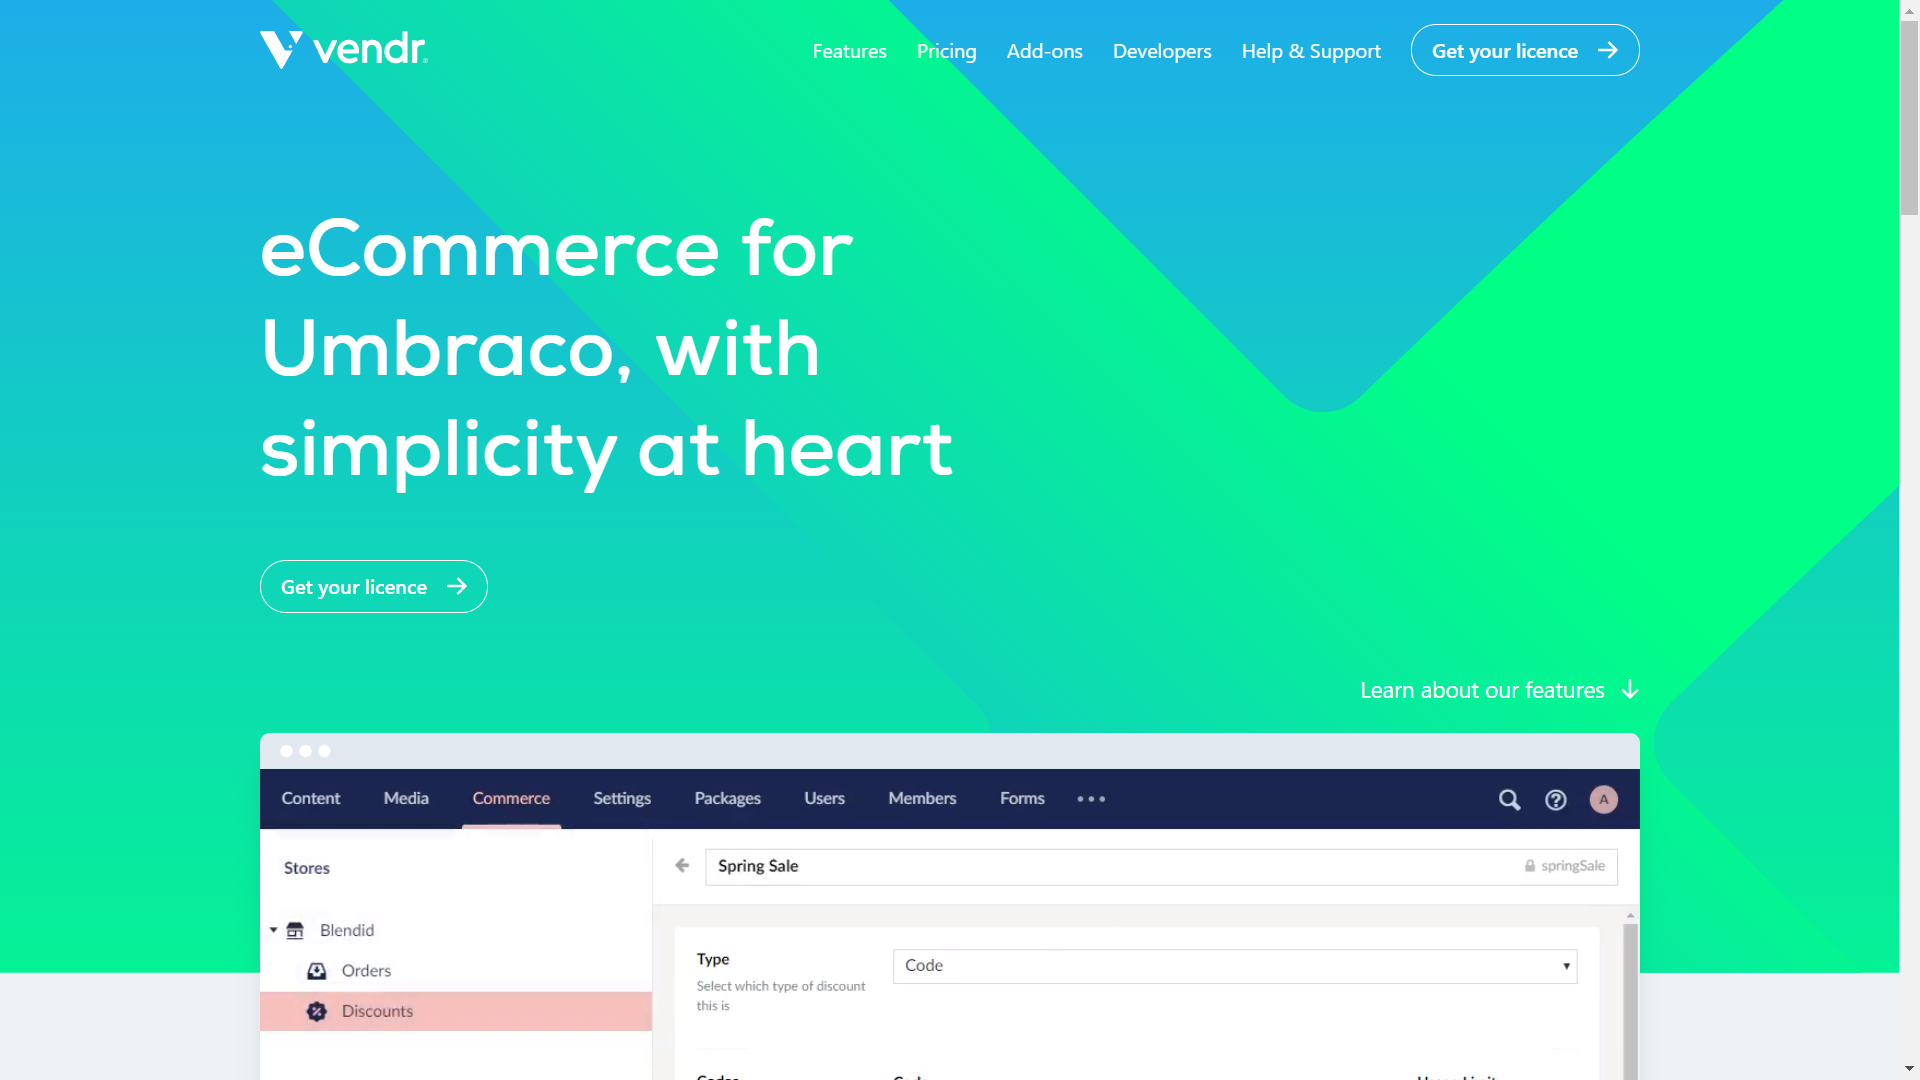 vendr
Features
Pricing
Add-ons
Developers
Help & Support
Get your licence
eCommerce for
Umbraco, with
simplicity at heart
Get your licence
Learn about our features
Content
Media
Commerce
Settings
Packages
Users
Members
Forms
A
Stores
Spring Sale
springSale
Blendid
Orders
Discounts
Type
Select which type of discount
this is
Code